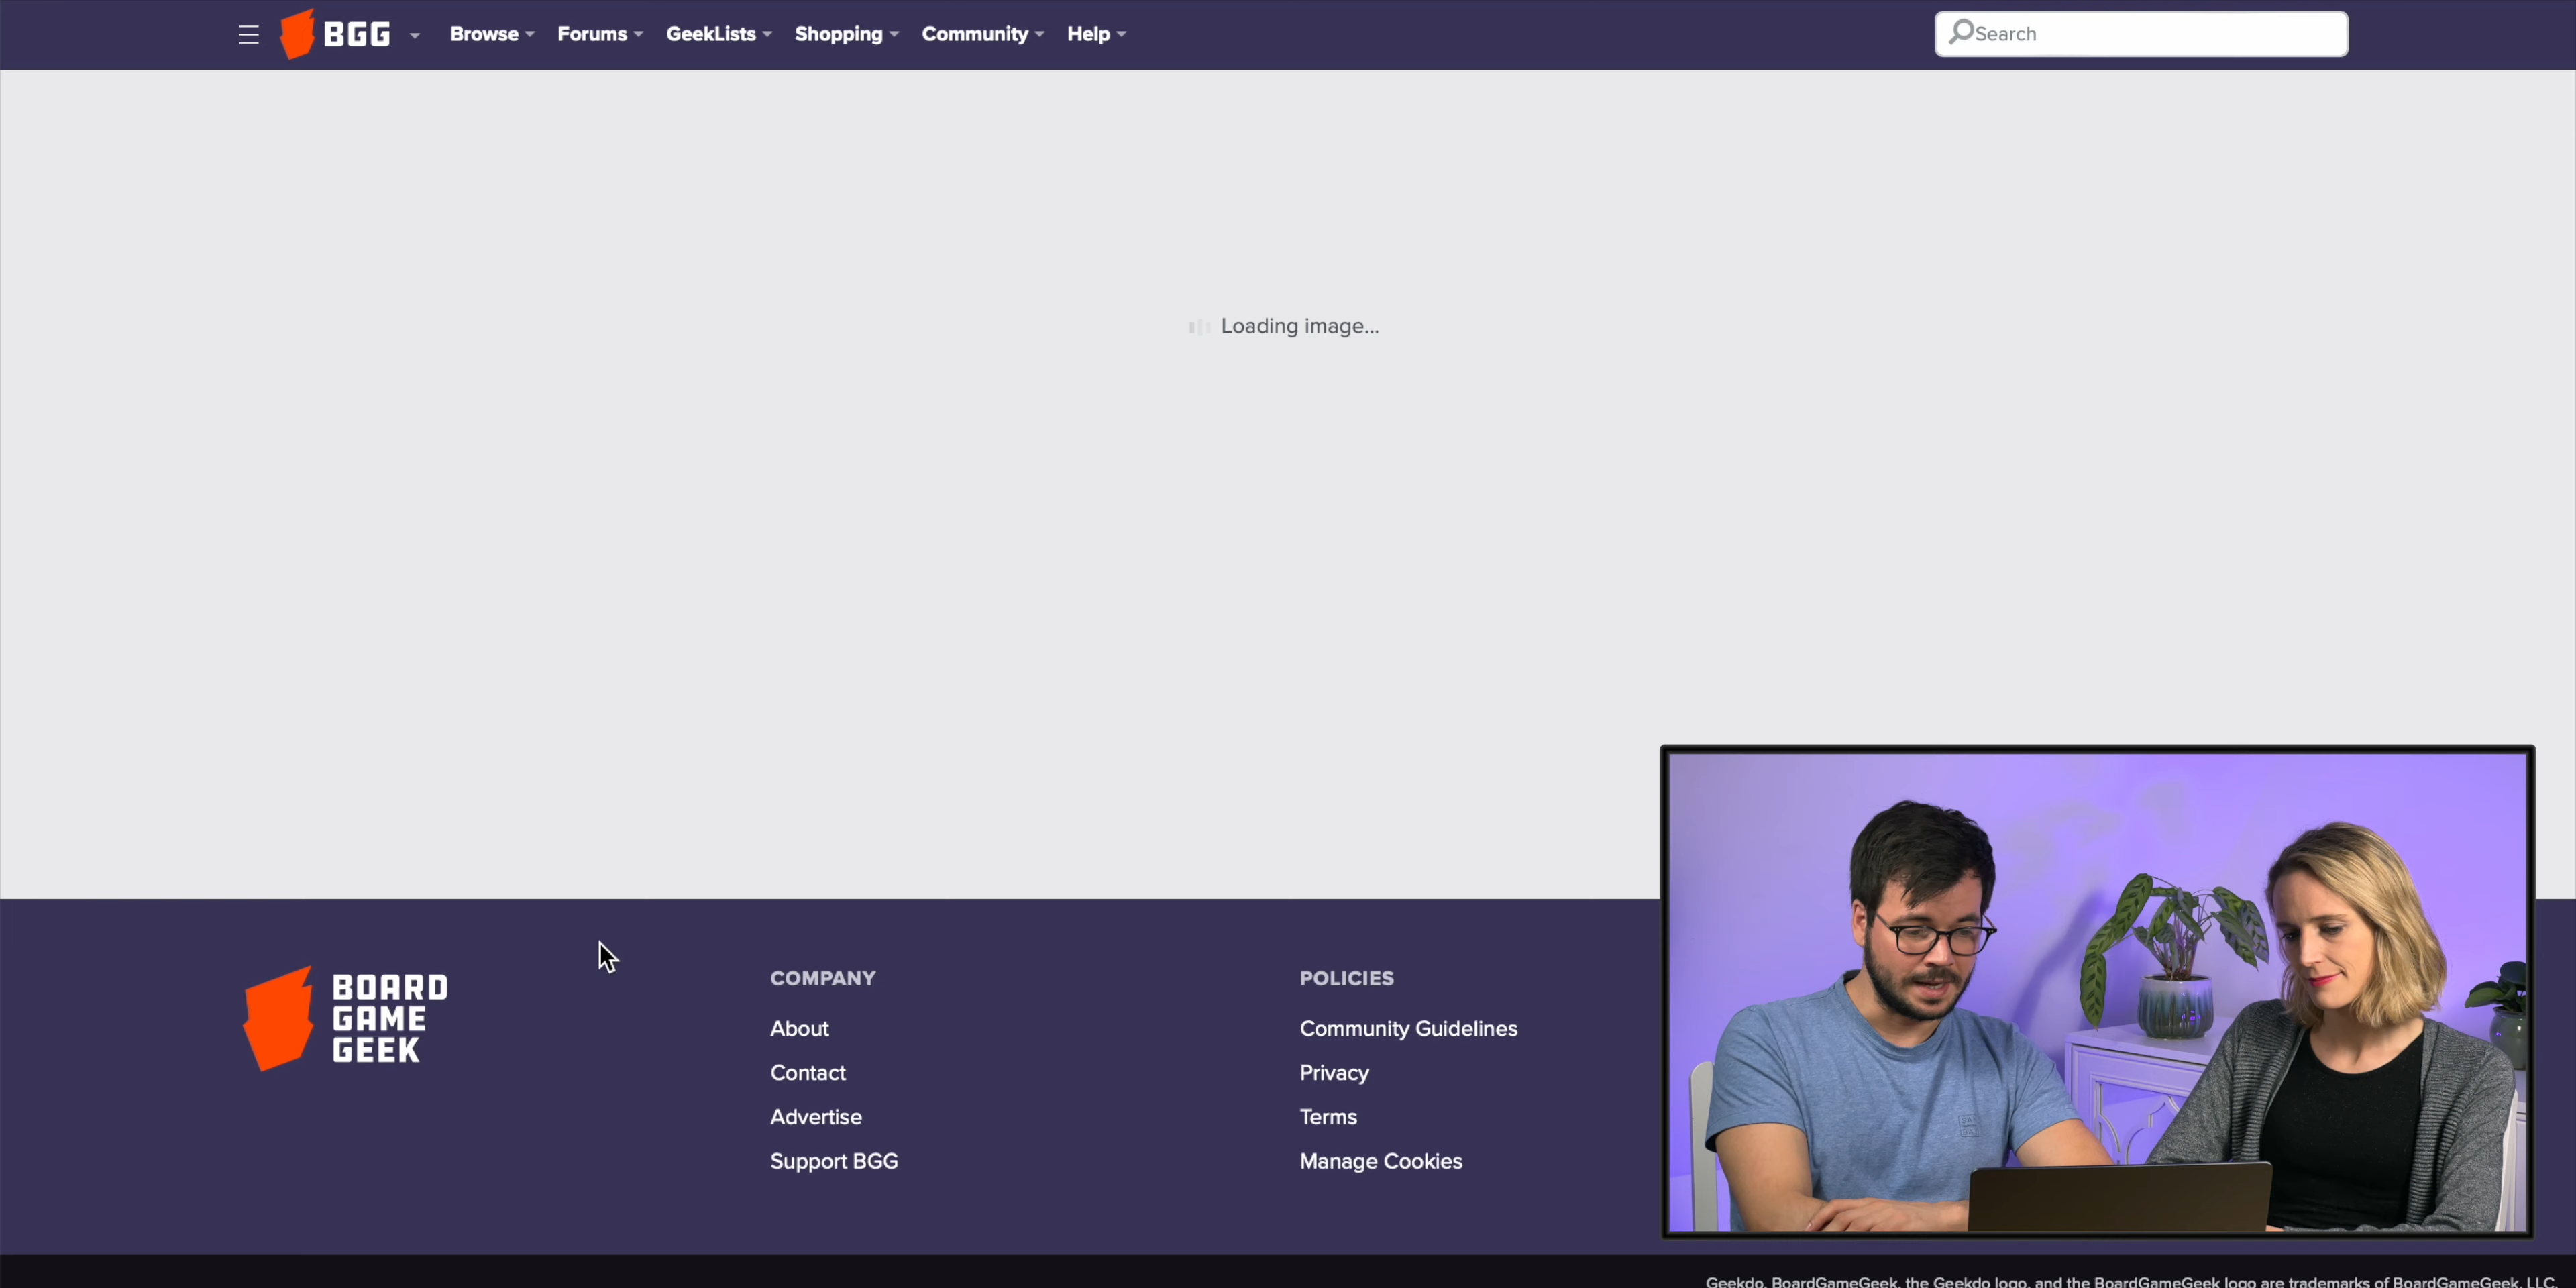 BGG
Browse
Forums
GeekLists
Shopping
Community
Help
Search
Loading image...
BOARD
GAME
GEEK
COMPANY
About
Contact
Advertise
Support BGG
POLICIES
Community Guidelines
Privacy
Terms
Manage Cookies
Geekdo, BoardGameGeek, the Geekdo logo, and the BoardGameGeek logo are trademarks of BoardGameGeek, LLC.